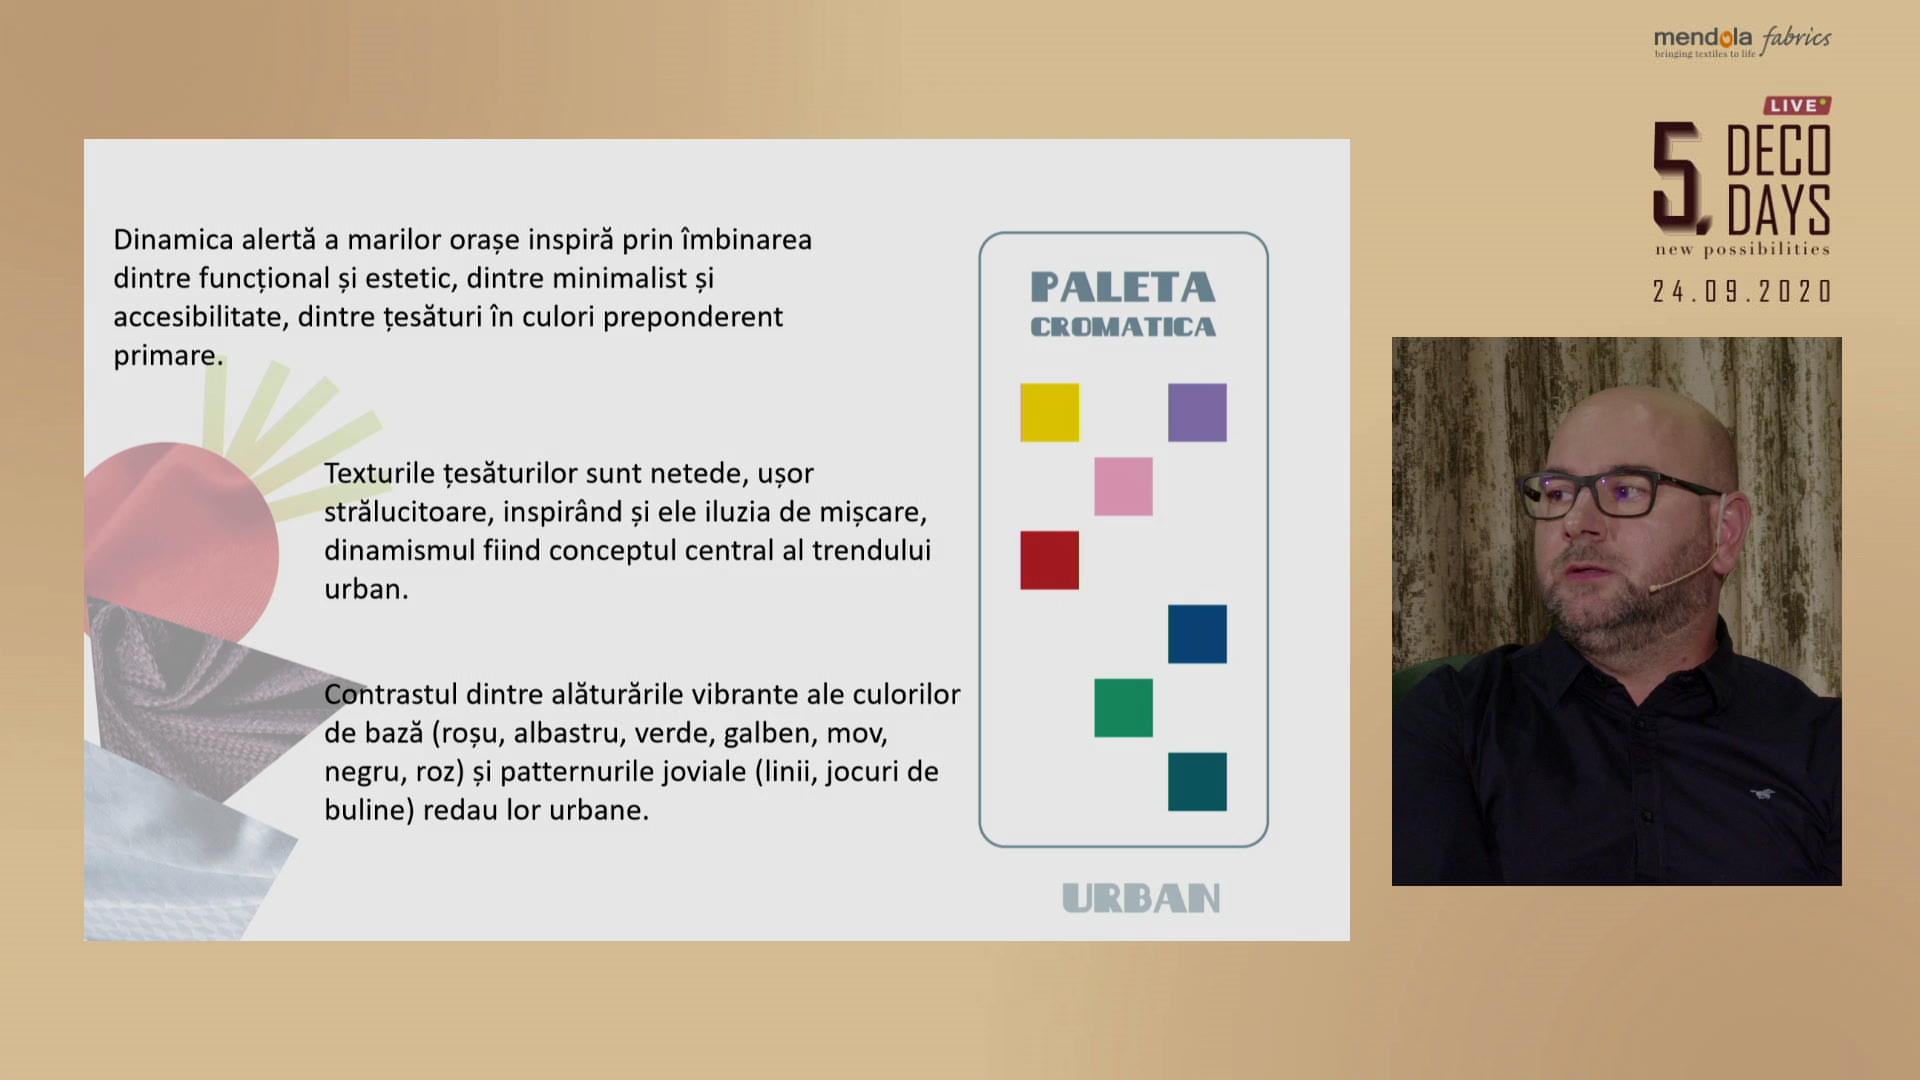 mendola fabrics
bringing textiles to life
LIVE
5. DECO DAYS
new possibilities
24.09.2020
Dinamica alertă a marilor orașe inspiră prin îmbinarea
dintre funcțional și estetic, dintre minimalist și
accesibilitate, dintre țesături în culori preponderent
primare.
Texturile țesăturilor sunt netede, ușor
strălucitoare, inspirând și ele iluzia de mișcare,
dinamismul fiind conceptul central al trendului
urban.
Contrastul dintre alăturările vibrante ale culorilor
de bază (roșu, albastru, verde, galben, mov,
negru, roz) și patternurile joviale (linii, jocuri de
buline) redau lor urbane.
PALETA
CROMATICA
URBAN